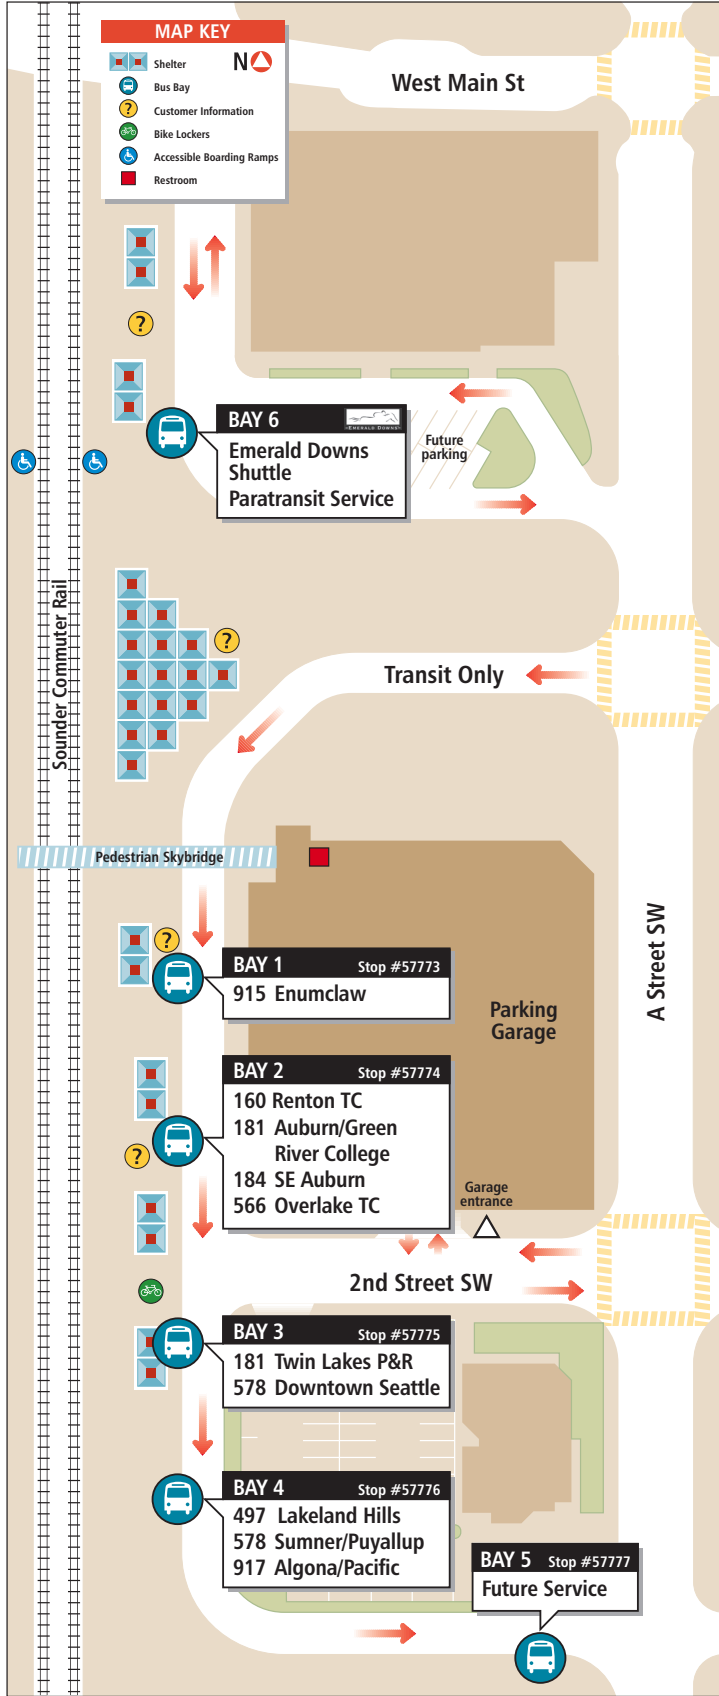 MAP KEY
Shelter
N
Bus Bay
? Customer Information
Bike Lockers
Accessible Boarding Ramps
Restroom
West Main St
?
BAY 6
EMERALD DOWNS
Emerald Downs
Shuttle
Paratransit Service
Future
parking
Sounder Commuter Rail
?
Transit Only
Pedestrian Skybridge
A Street SW
?
BAY 1 Stop #57773
915 Enumclaw
Parking
Garage
BAY 2 Stop #57774
160 Renton TC
181 Auburn/Green
River College
184 SE Auburn
566 Overlake TC
?
Garage
entrance
2nd Street SW
BAY 3 Stop #57775
181 Twin Lakes P&R
578 Downtown Seattle
BAY 4 Stop #57776
497 Lakeland Hills
578 Sumner/Puyallup
917 Algona/Pacific
BAY 5 Stop #57777
Future Service